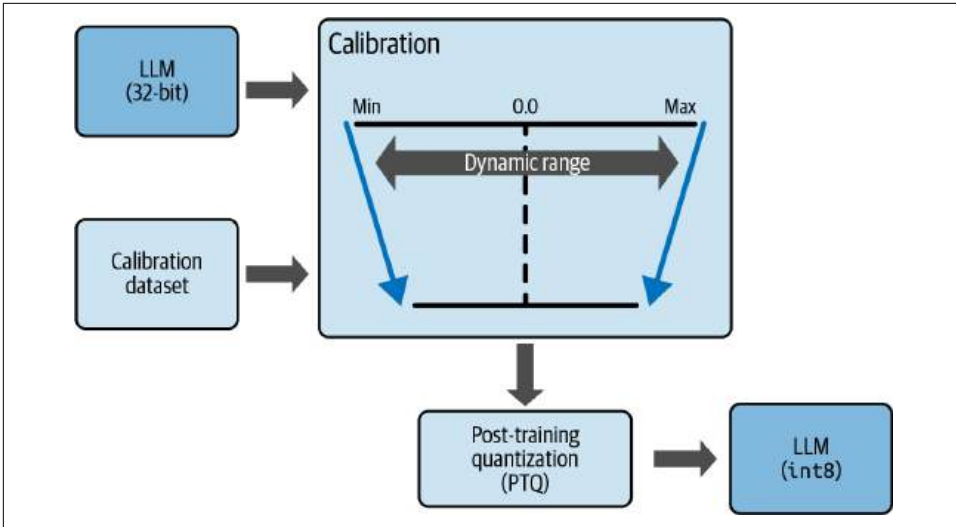 LLM
(32-bit)
Calibration
dataset
Calibration
Min 0.0 Max
Dynamic range
Post-training
quantization
(PTQ)
LLM
(int8)